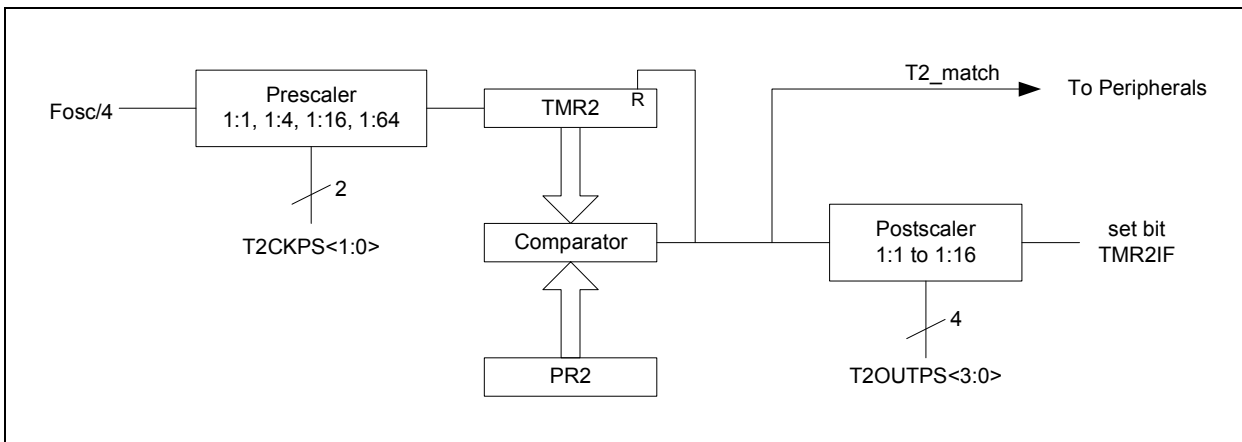 Fosc/4
Prescaler
1:1, 1:4, 1:16, 1:64
2
T2CKPS<1:0>
TMR2
R
Comparator
PR2
T2_match
To Peripherals
Postscaler
1:1 to 1:16
4
T2OUTPS<3:0>
set bit
TMR2IF